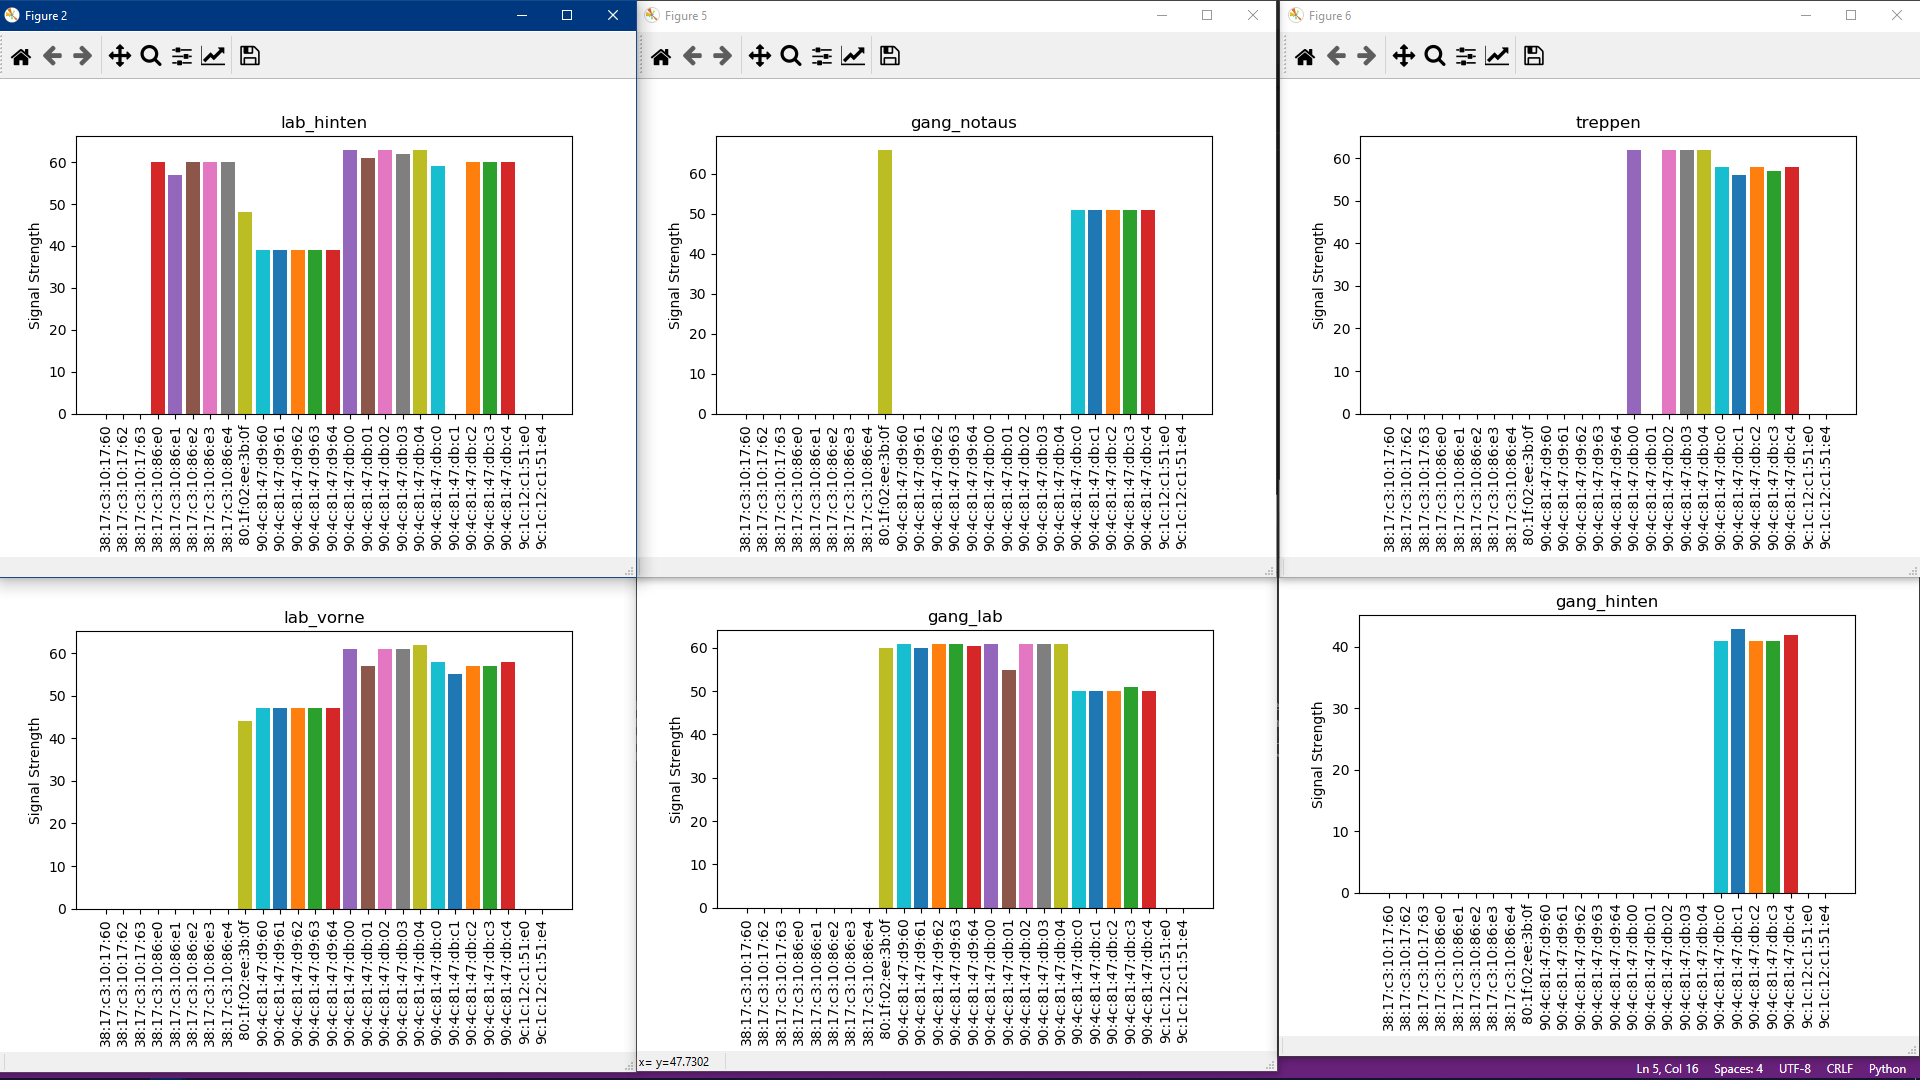 Figure 2
lab_hinten
Signal Strength
60
50
40
30
20
10
0
38:17:c3:10:17:60
38:17:c3:10:17:62
38:17:c3:10:17:63
38:17:c3:10:86:e0
38:17:c3:10:86:e1
38:17:c3:10:86:e2
38:17:c3:10:86:e3
38:17:c3:10:86:e4
80:1f:02:ee:3b:0f
90:4c:81:47:d9:60
90:4c:81:47:d9:61
90:4c:81:47:d9:62
90:4c:81:47:d9:63
90:4c:81:47:d9:64
90:4c:81:47:db:00
90:4c:81:47:db:01
90:4c:81:47:db:02
90:4c:81:47:db:03
90:4c:81:47:db:04
90:4c:81:47:db:c0
90:4c:81:47:db:c1
90:4c:81:47:db:c2
90:4c:81:47:db:c3
90:4c:81:47:db:c4
9c:1c:12:c1:51:e0
9c:1c:12:c1:51:e4
Figure 5
gang_notaus
Signal Strength
60
50
40
30
20
10
0
38:17:c3:10:17:60
38:17:c3:10:17:62
38:17:c3:10:17:63
38:17:c3:10:86:e0
38:17:c3:10:86:e1
38:17:c3:10:86:e2
38:17:c3:10:86:e3
38:17:c3:10:86:e4
80:1f:02:ee:3b:0f
90:4c:81:47:d9:60
90:4c:81:47:d9:61
90:4c:81:47:d9:62
90:4c:81:47:d9:63
90:4c:81:47:d9:64
90:4c:81:47:db:00
90:4c:81:47:db:01
90:4c:81:47:db:02
90:4c:81:47:db:03
90:4c:81:47:db:04
90:4c:81:47:db:c0
90:4c:81:47:db:c1
90:4c:81:47:db:c2
90:4c:81:47:db:c3
90:4c:81:47:db:c4
9c:1c:12:c1:51:e0
9c:1c:12:c1:51:e4
Figure 6
treppen
Signal Strength
60
50
40
30
20
10
0
38:17:c3:10:17:60
38:17:c3:10:17:62
38:17:c3:10:17:63
38:17:c3:10:86:e0
38:17:c3:10:86:e1
38:17:c3:10:86:e2
38:17:c3:10:86:e3
38:17:c3:10:86:e4
80:1f:02:ee:3b:0f
90:4c:81:47:d9:60
90:4c:81:47:d9:61
90:4c:81:47:d9:62
90:4c:81:47:d9:63
90:4c:81:47:d9:64
90:4c:81:47:db:00
90:4c:81:47:db:01
90:4c:81:47:db:02
90:4c:81:47:db:03
90:4c:81:47:db:04
90:4c:81:47:db:c0
90:4c:81:47:db:c1
90:4c:81:47:db:c2
90:4c:81:47:db:c3
90:4c:81:47:db:c4
9c:1c:12:c1:51:e0
9c:1c:12:c1:51:e4
lab_vorne
Signal Strength
60
50
40
30
20
10
0
38:17:c3:10:17:60
38:17:c3:10:17:62
38:17:c3:10:17:63
38:17:c3:10:86:e0
38:17:c3:10:86:e1
38:17:c3:10:86:e2
38:17:c3:10:86:e3
38:17:c3:10:86:e4
80:1f:02:ee:3b:0f
90:4c:81:47:d9:60
90:4c:81:47:d9:61
90:4c:81:47:d9:62
90:4c:81:47:d9:63
90:4c:81:47:d9:64
90:4c:81:47:db:00
90:4c:81:47:db:01
90:4c:81:47:db:02
90:4c:81:47:db:03
90:4c:81:47:db:04
90:4c:81:47:db:c0
90:4c:81:47:db:c1
90:4c:81:47:db:c2
90:4c:81:47:db:c3
90:4c:81:47:db:c4
9c:1c:12:c1:51:e0
9c:1c:12:c1:51:e4
gang_lab
Signal Strength
60
50
40
30
20
10
0
38:17:c3:10:17:60
38:17:c3:10:17:62
38:17:c3:10:17:63
38:17:c3:10:86:e0
38:17:c3:10:86:e1
38:17:c3:10:86:e2
38:17:c3:10:86:e3
38:17:c3:10:86:e4
80:1f:02:ee:3b:0f
90:4c:81:47:d9:60
90:4c:81:47:d9:61
90:4c:81:47:d9:62
90:4c:81:47:d9:63
90:4c:81:47:d9:64
90:4c:81:47:db:00
90:4c:81:47:db:01
90:4c:81:47:db:02
90:4c:81:47:db:03
90:4c:81:47:db:04
90:4c:81:47:db:c0
90:4c:81:47:db:c1
90:4c:81:47:db:c2
90:4c:81:47:db:c3
90:4c:81:47:db:c4
9c:1c:12:c1:51:e0
9c:1c:12:c1:51:e4
x= y=47.7302
gang_hinten
Signal Strength
40
30
20
10
0
38:17:c3:10:17:60
38:17:c3:10:17:62
38:17:c3:10:17:63
38:17:c3:10:86:e0
38:17:c3:10:86:e1
38:17:c3:10:86:e2
38:17:c3:10:86:e3
38:17:c3:10:86:e4
80:1f:02:ee:3b:0f
90:4c:81:47:d9:60
90:4c:81:47:d9:61
90:4c:81:47:d9:62
90:4c:81:47:d9:63
90:4c:81:47:d9:64
90:4c:81:47:db:00
90:4c:81:47:db:01
90:4c:81:47:db:02
90:4c:81:47:db:03
90:4c:81:47:db:04
90:4c:81:47:db:c0
90:4c:81:47:db:c1
90:4c:81:47:db:c2
90:4c:81:47:db:c3
90:4c:81:47:db:c4
9c:1c:12:c1:51:e0
9c:1c:12:c1:51:e4
Ln 5, Col 16 Spaces: 4 UTF-8 CRLF Python